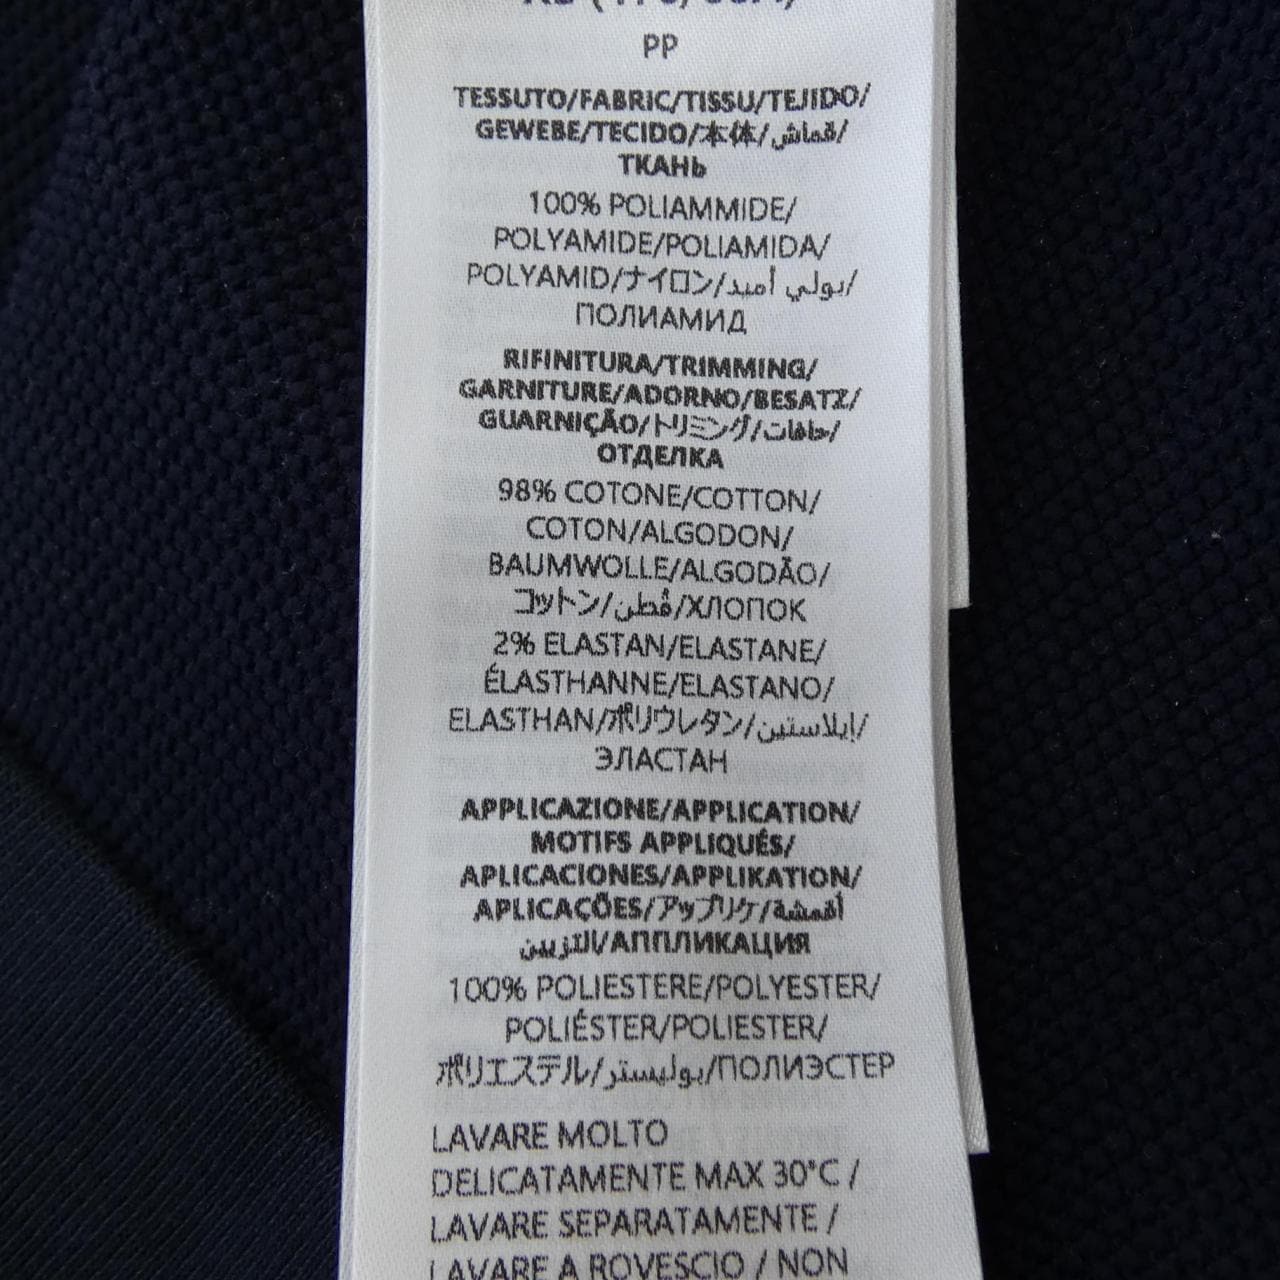 PP
TESSUTO/FABRIC/TISSU/TEJIDO/
GEWEBE/TECIDO/本体/قماش/
ТКАНЬ
100% POLIAMMIDE/
POLYAMIDE/POLIAMIDA/
POLYAMID/ナイロン/بولي أميد/
ПОЛИАМИД
RIFINITURA/TRIMMING/
GARNITURE/ADORNO/BESATZ/
GUARNIÇÃO/トリミング/حافات/
ОТДЕЛКА
98% COTONE/COTTON/
COTON/ALGODON/
BAUMWOLLE/ALGODÃO/
コットン/قُطن/ХЛОПОК
2% ELASTAN/ELASTANE/
ÉLASTHANNE/ELASTANO/
ELASTHAN/ポリウレタン/إيلاستين/
ЭЛАСТАН
APPLICAZIONE/APPLICATION/
MOTIFS APPLIQUÉS/
APLICACIONES/APPLIKATION/
APLICAÇÕES/アップリケ/أقمشة
التزيين/АППЛИКАЦИЯ
100% POLIESTERE/POLYESTER/
POLIÉSTER/POLIESTER/
ポリエステル/بوليستر/ПОЛИЭСТЕР
LAVARE MOLTO
DELICATAMENTE MAX 30°C /
LAVARE SEPARATAMENTE /
LAVARE A ROVESCIO / NON